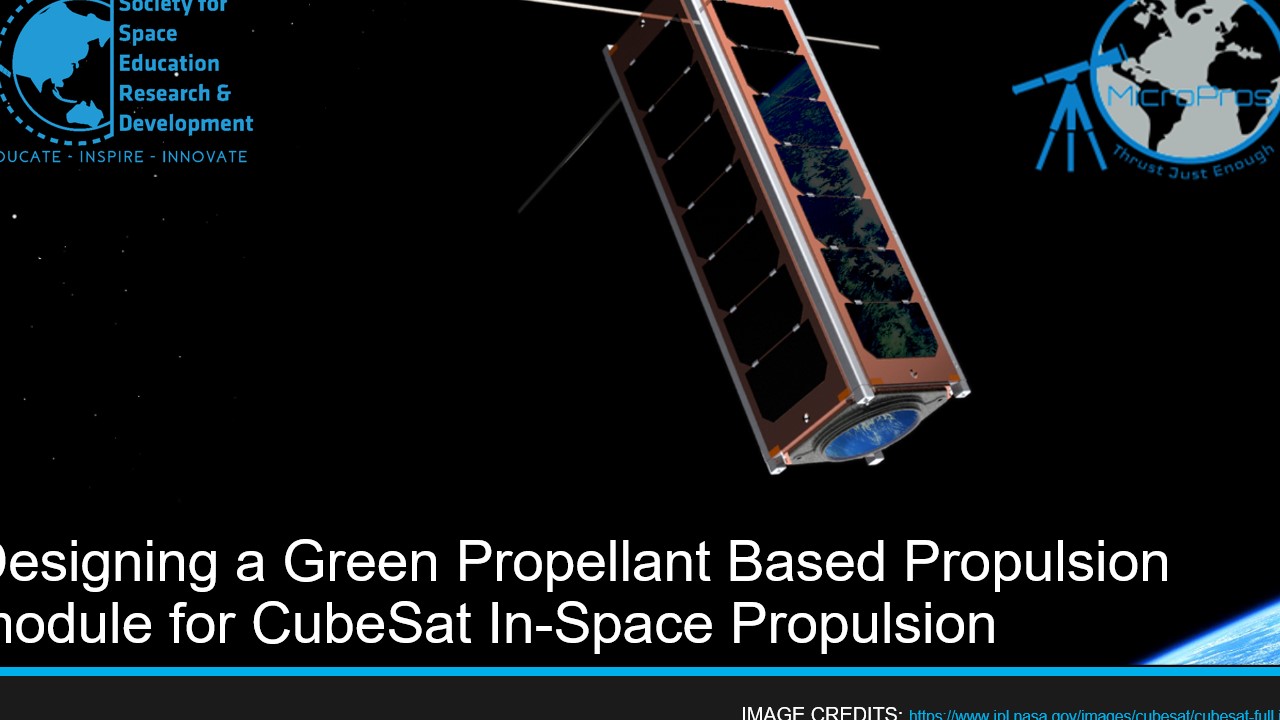 Society for
Space
Education
Research &
Development
DUCATE - INSPIRE - INNOVATE
MicroPros
Thrust Just Enough
Designing a Green Propellant Based Propulsion
module for CubeSat In-Space Propulsion
IMAGE CREDITS: https://www.jpl.nasa.gov/images/cubesat/cubesat-full.j